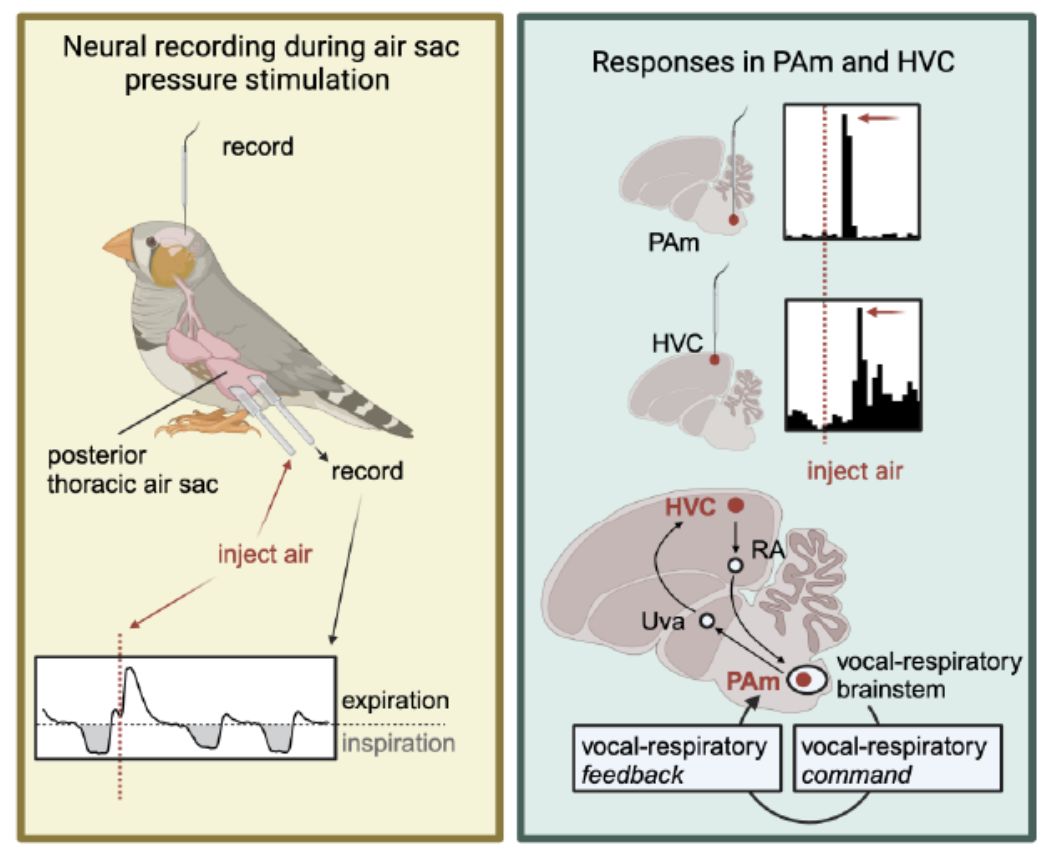 Neural recording during air sac
pressure stimulation
record
posterior
thoracic air sac
record
inject air
expiration
inspiration
Responses in PAm and HVC
PAm
HVC
inject air
HVC
RA
Uva
PAm
vocal-respiratory
brainstem
vocal-respiratory
feedback
vocal-respiratory
command